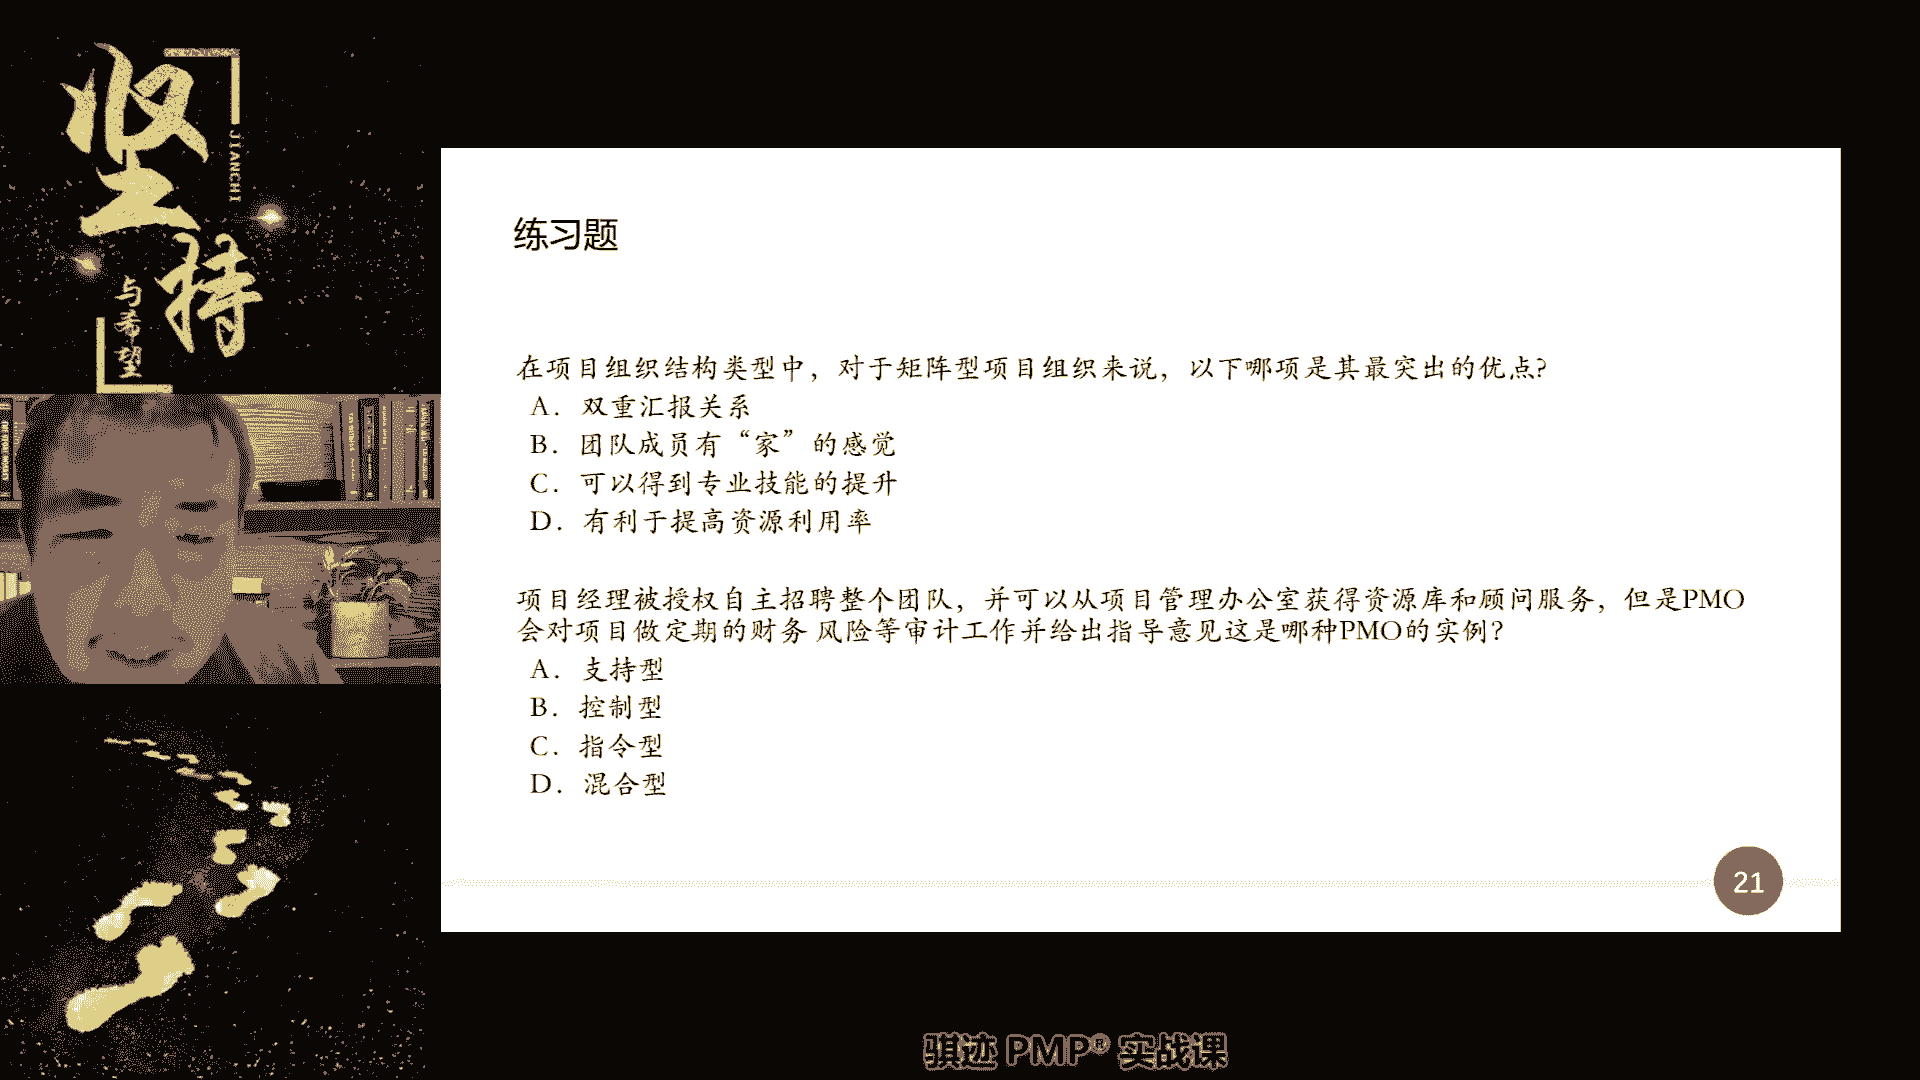 坚持
JIANCHI
与希望
练习题
在项目组织结构类型中，对于矩阵型项目组织来说，以下哪项是其最突出的优点?
A. 双重汇报关系
B. 团队成员有“家”的感觉
C. 可以得到专业技能的提升
D. 有利于提高资源利用率
项目经理被授权自主招聘整个团队，并可以从项目管理办公室获得资源库和顾问服务，但是PMO
会对项目做定期的财务 风险等审计工作并给出指导意见这是哪种PMO的实例?
A. 支持型
B. 控制型
C. 指令型
D. 混合型
21
骐迹 PMP® 实战课